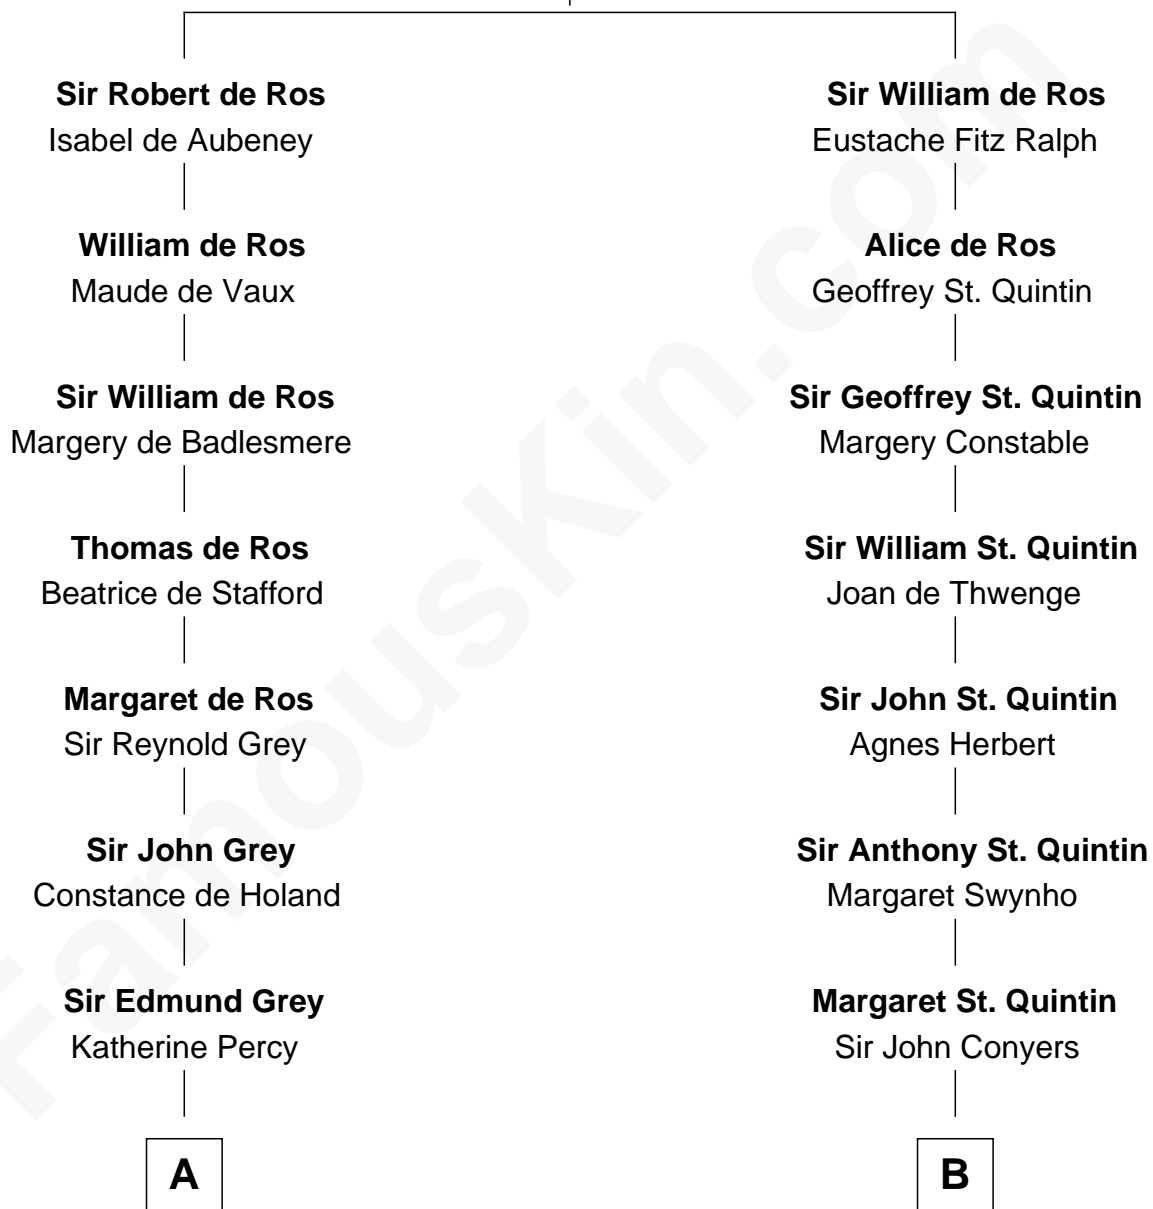 Sir Robert de Ros
Isabel de Aubeney
William de Ros
Maude de Vaux
Sir William de Ros
Margery de Badlesmere
Thomas de Ros
Beatrice de Stafford
Margaret de Ros
Sir Reynold Grey
Sir John Grey
Constance de Holand
Sir Edmund Grey
Katherine Percy
A
Sir William de Ros
Eustache Fitz Ralph
Alice de Ros
Geoffrey St. Quintin
Sir Geoffrey St. Quintin
Margery Constable
Sir William St. Quintin
Joan de Thwenge
Sir John St. Quintin
Agnes Herbert
Sir Anthony St. Quintin
Margaret Swynho
Margaret St. Quintin
Sir John Conyers
B
FamousKin.com